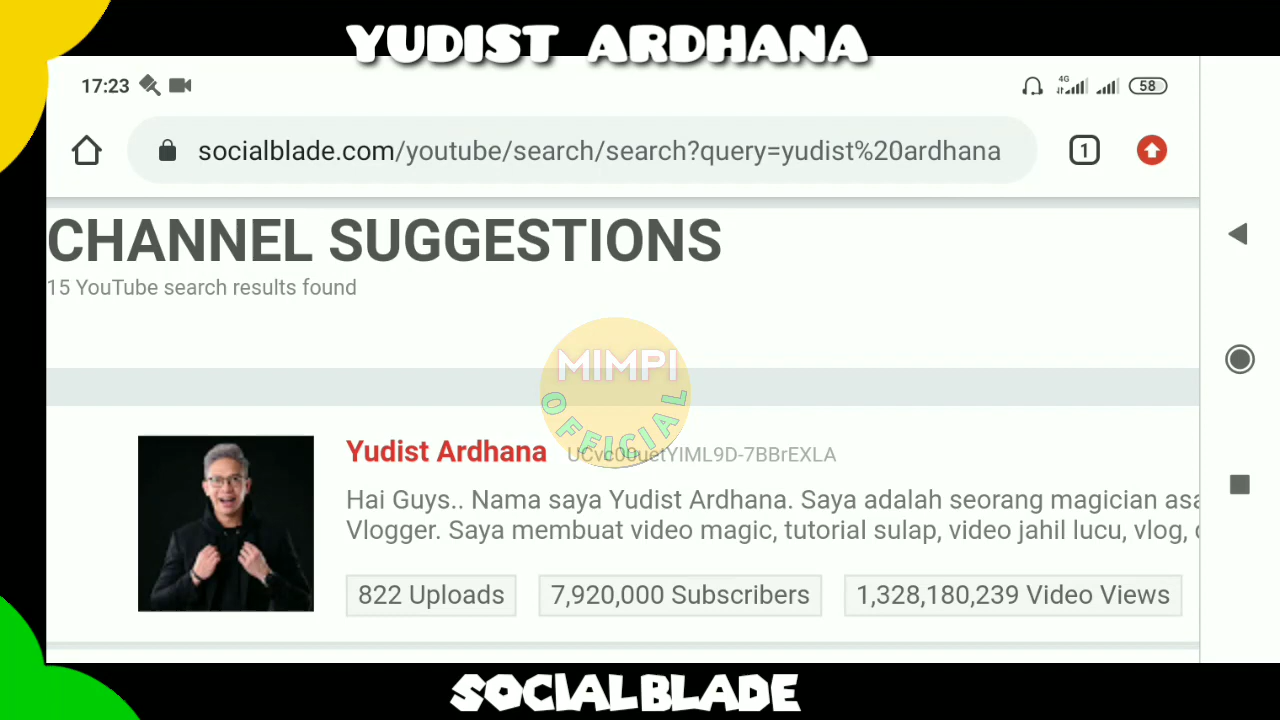 YUDIST ARDHANA
17:23
4G
58
socialblade.com/youtube/search/search?query=yudist%20ardhana
1
CHANNEL SUGGESTIONS
15 YouTube search results found
MIMPI
OFFICIAL
Yudist Ardhana
Hai Guys.. Nama saya Yudist Ardhana. Saya adalah seorang magician asa
Vlogger. Saya membuat video magic, tutorial sulap, video jahil lucu, vlog,
822 Uploads
7,920,000 Subscribers
1,328,180,239 Video Views
SOCIALBLADE